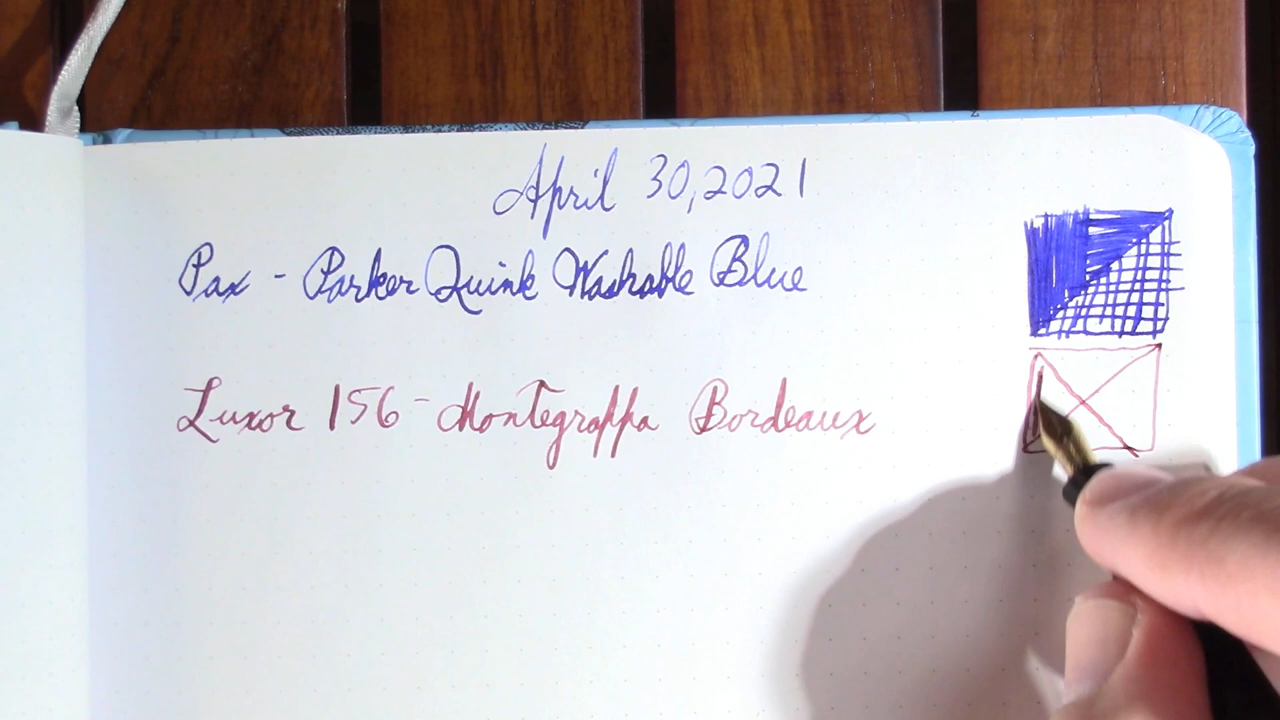 April 30, 2021
Pax - Parker Quink Washable Blue
Luxor 156 - Montegrappa Bordeaux